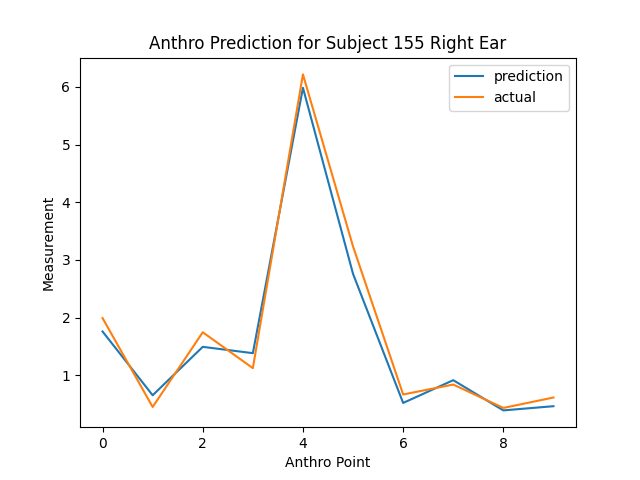 Anthro Prediction for Subject 155 Right Ear
prediction
actual
6
5
4
3
2
1
Measurement
0 2 4 6 8
Anthro Point